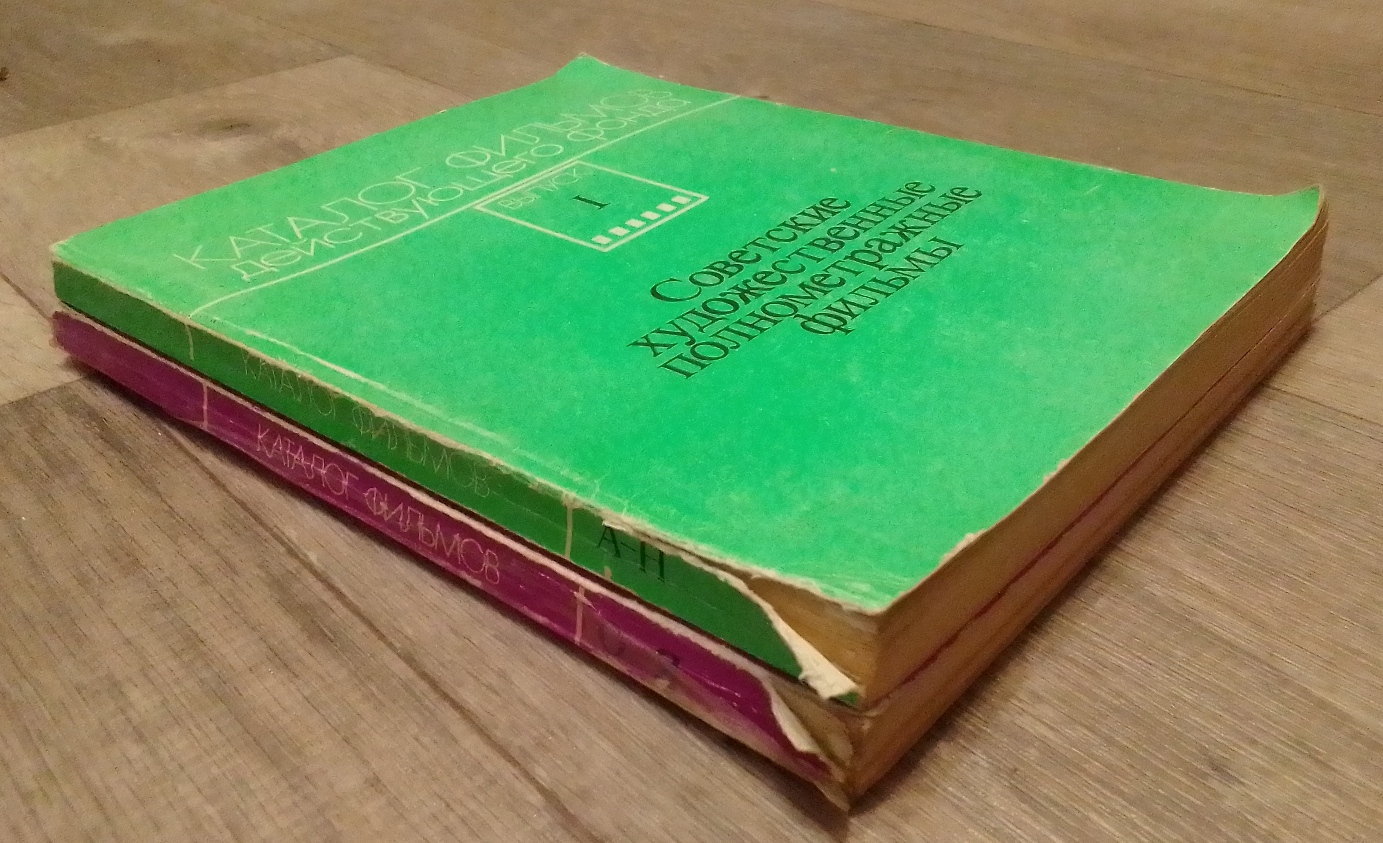 КАТАЛОГ ФИЛЬМОВ
ДЕЙСТВУЮЩЕГО ФОНДА
ВЫПУСК
I
Советские
художественные
полнометражные
фильмы
КАТАЛОГ ФИЛЬМОВ
А-Н
КАТАЛОГ ФИЛЬМОВ